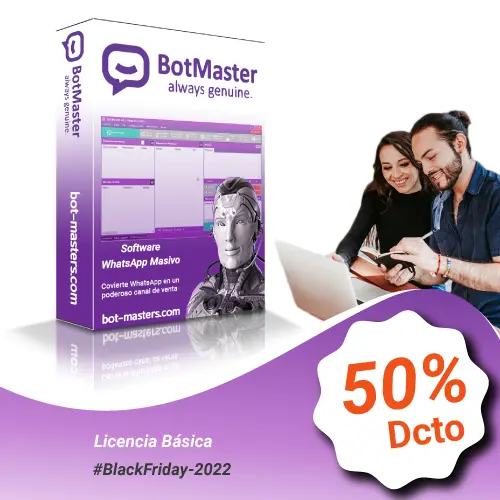 BotMaster
always genuine.
bot-masters.com
BotMaster
always genuine.
Software
WhatsApp Masivo
Covierte WhatsApp en un
poderoso canal de venta
bot-masters.com
50%
Dcto
Licencia Básica
#BlackFriday-2022